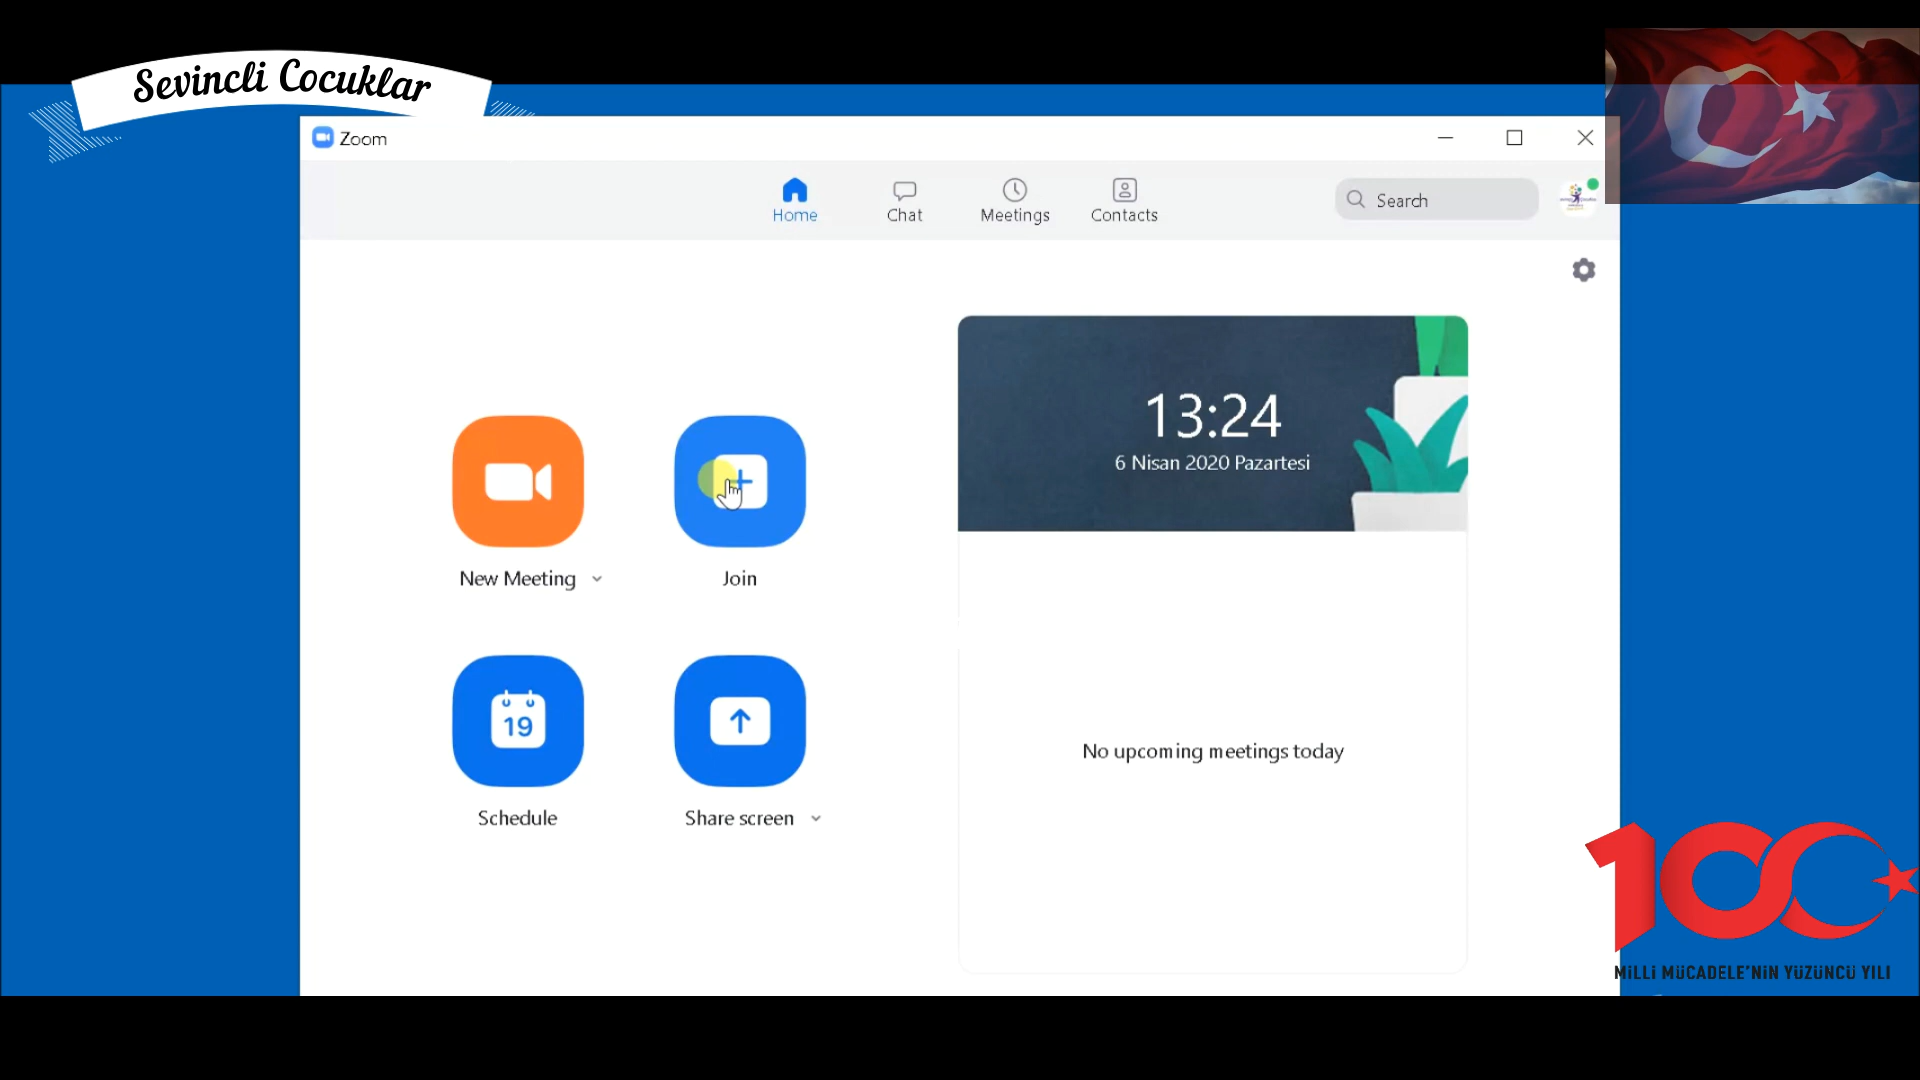 Sevincli Cocuklar
Zoom
Home
Chat
Meetings
Contacts
Search
13:24
6 Nisan 2020 Pazartesi
New Meeting
Join
19
Schedule
Share screen
No upcoming meetings today
100
MİLLİ MÜCADELE'NİN YÜZÜNCÜ YILI